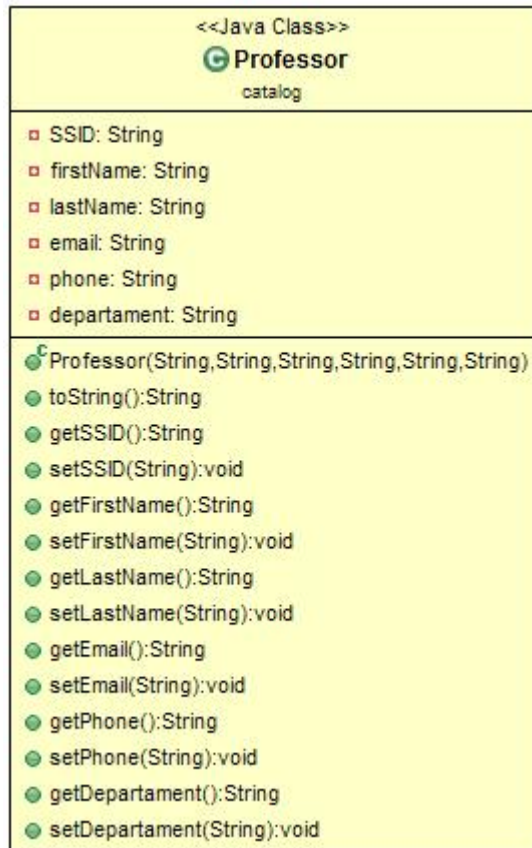 <<Java Class>>
Professor
catalog
SSID: String
firstName: String
lastName: String
email: String
phone: String
departament: String
Professor(String,String,String,String,String,String)
toString():String
getSSID():String
setSSID(String):void
getFirstName():String
setFirstName(String):void
getLastName():String
setLastName(String):void
getEmail():String
setEmail(String):void
getPhone():String
setPhone(String):void
getDepartament():String
setDepartament(String):void